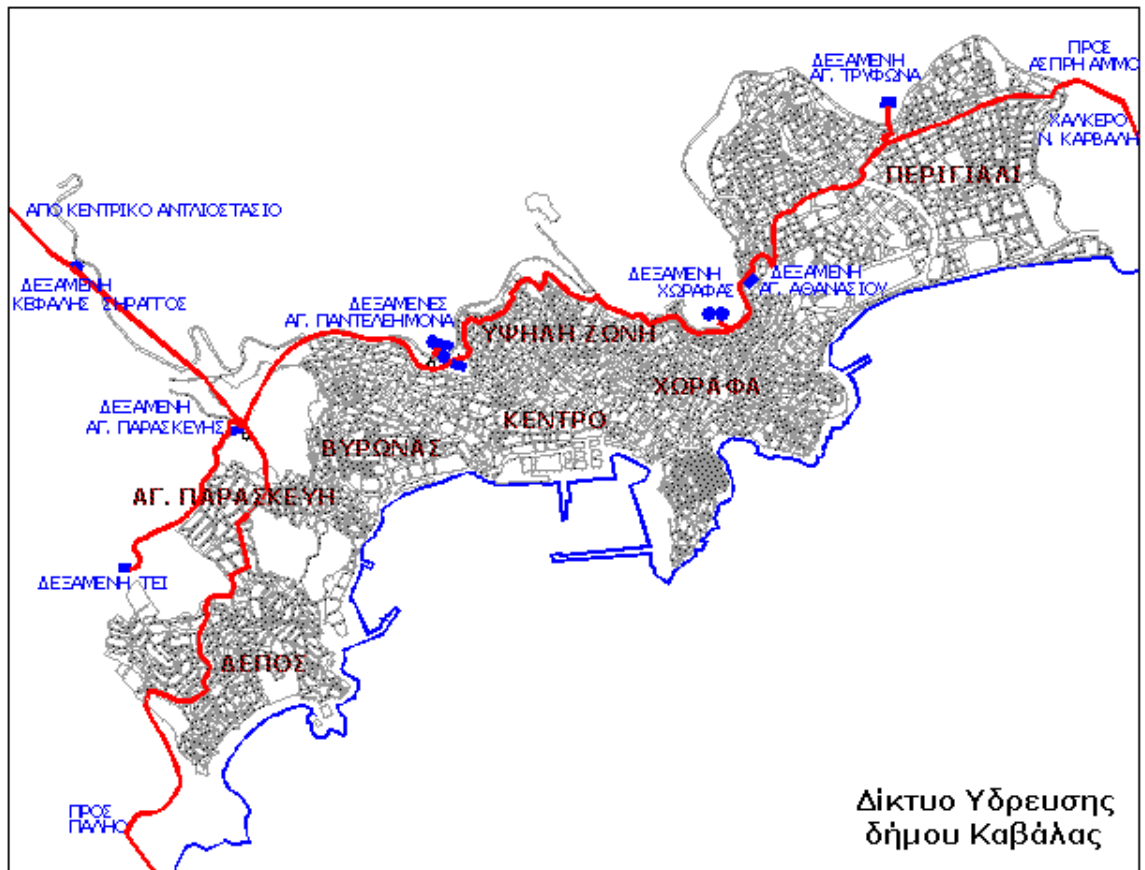 ΔΕΞΑΜΕΝΗ
ΑΓ. ΤΡΥΦΩΝΑ
ΠΡΟΣ
ΑΣΠΡΗ ΑΜΜΟ
ΧΑΛΚΕΡΟ
Ν. ΚΑΡΒΑΛΗ
ΠΕΡΙΓΙΑΛΙ
ΑΠΟ ΚΕΝΤΡΙΚΟ ΑΝΤΛΙΟΣΤΑΣΙΟ
ΔΕΞΑΜΕΝΗ
ΚΕΦΑΛΗΣ ΣΗΡΑΓΓΟΣ
ΔΕΞΑΜΕΝΕΣ
ΑΓ. ΠΑΝΤΕΛΕΗΜΟΝΑ
ΔΕΞΑΜΕΝΗ
ΧΩΡΑΦΑΣ
ΔΕΞΑΜΕΝΗ
ΑΓ. ΑΘΑΝΑΣΙΟΥ
ΥΨΗΛΗ ΖΩΝΗ
ΧΩΡΑΦΑ
ΔΕΞΑΜΕΝΗ
ΑΓ. ΠΑΡΑΣΚΕΥΗΣ
ΚΕΝΤΡΟ
ΒΥΡΩΝΑΣ
ΑΓ. ΠΑΡΑΣΚΕΥΗ
ΔΕΞΑΜΕΝΗ ΤΕΙ
ΔΕΠΟΣ
ΠΡΟΣ
ΠΑΛΗΟ
Δίκτυο Υδρευσης
δήμου Καβάλας